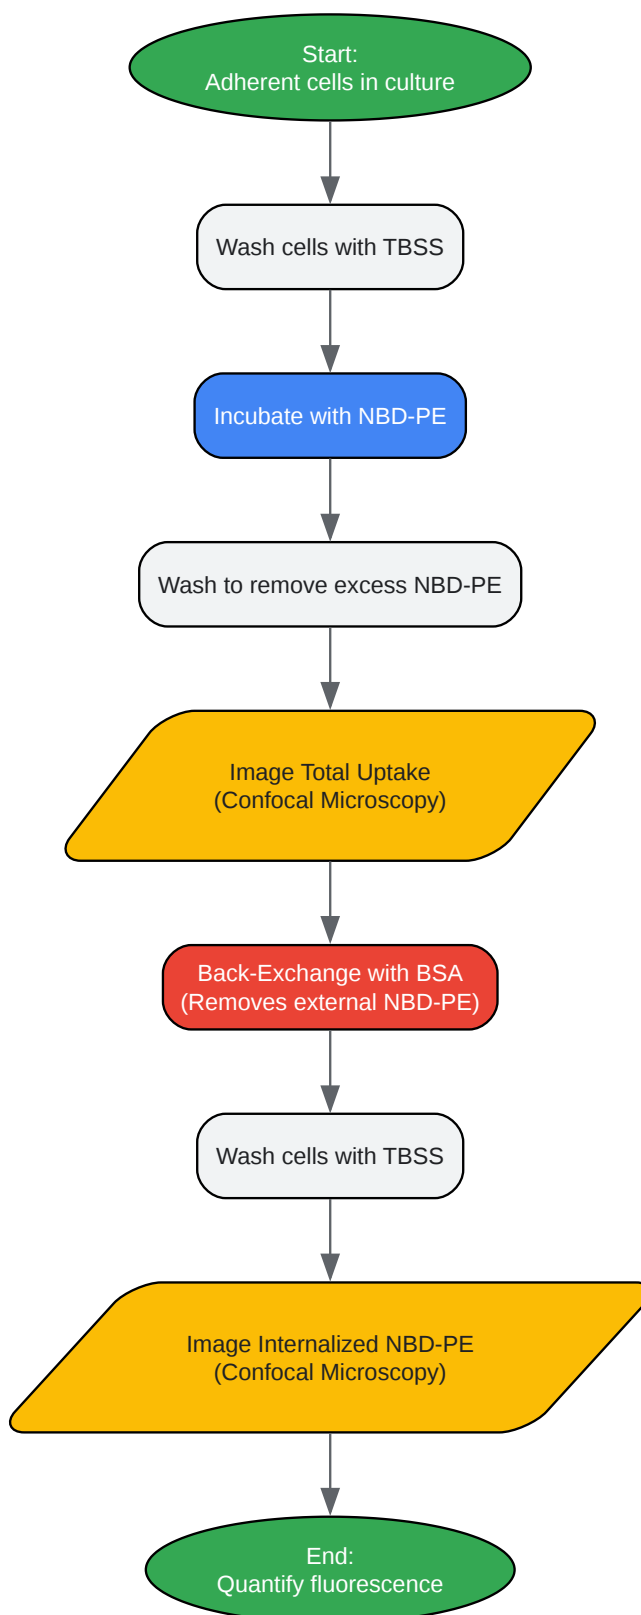 Start:
Adherent cells in culture
Wash cells with TBSS
Incubate with NBD-PE
Wash to remove excess NBD-PE
Image Total Uptake
(Confocal Microscopy)
Back-Exchange with BSA
(Removes external NBD-PE)
Wash cells with TBSS
Image Internalized NBD-PE
(Confocal Microscopy)
End:
Quantify fluorescence